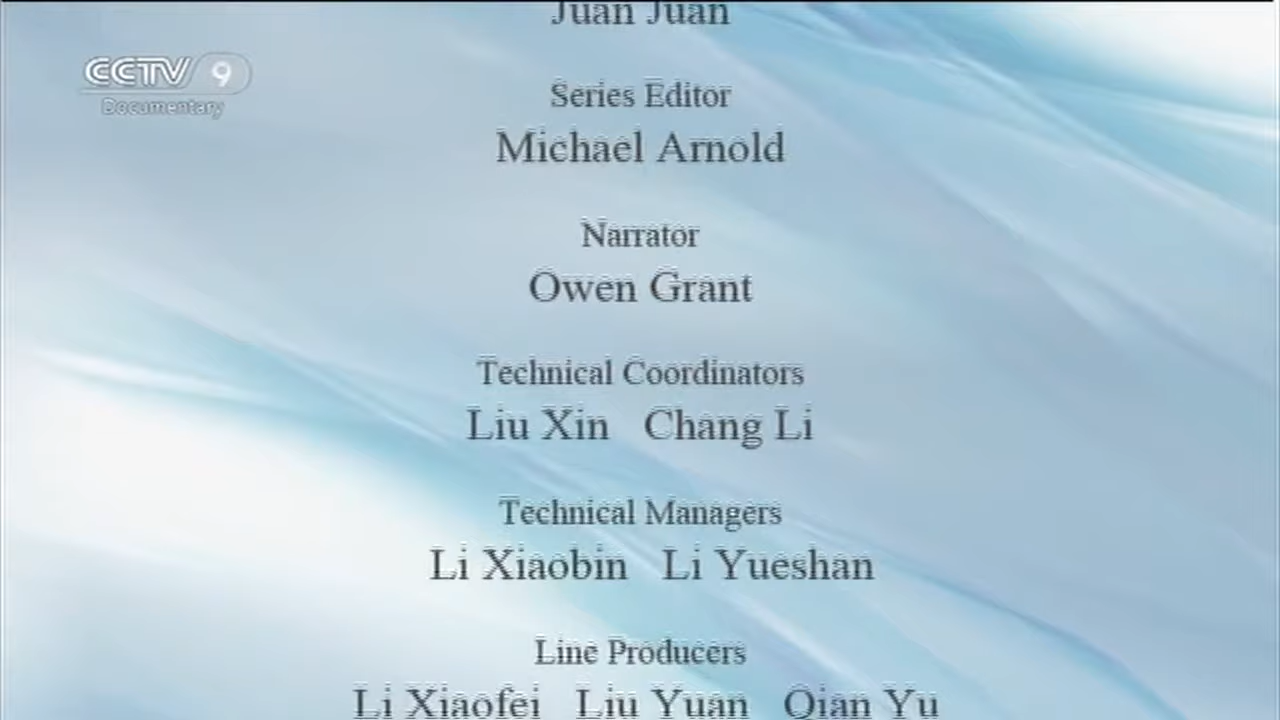 Juan Juan
CCTV 9
Documentary
Series Editor
Michael Arnold
Narrator
Owen Grant
Technical Coordinators
Liu Xin Chang Li
Technical Managers
Li Xiaobin Li Yueshan
Line Producers
Li Xiaofei Liu Yuan Qian Yu